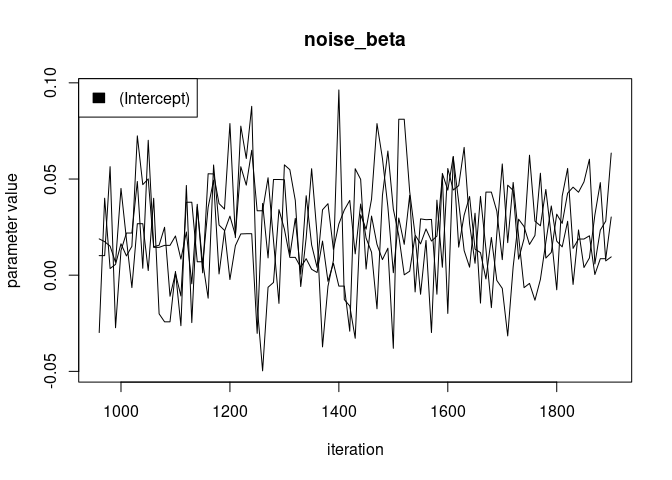 noise_beta
(Intercept)
parameter value
0.10
0.05
0.00
-0.05
1000 1200 1400 1600 1800
iteration